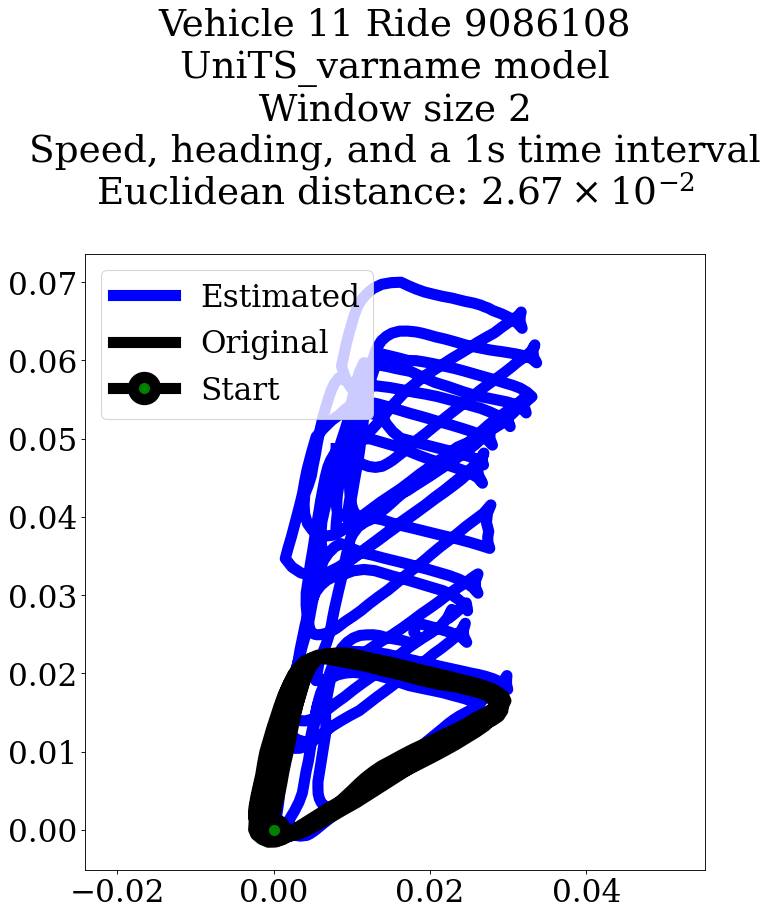 Vehicle 11 Ride 9086108
UniTS_varname model
Window size 2
Speed, heading, and a 1s time interval
Euclidean distance: 2.67 × 10⁻²
Estimated
Original
Start
0.07
0.06
0.05
0.04
0.03
0.02
0.01
0.00
−0.02 0.00 0.02 0.04